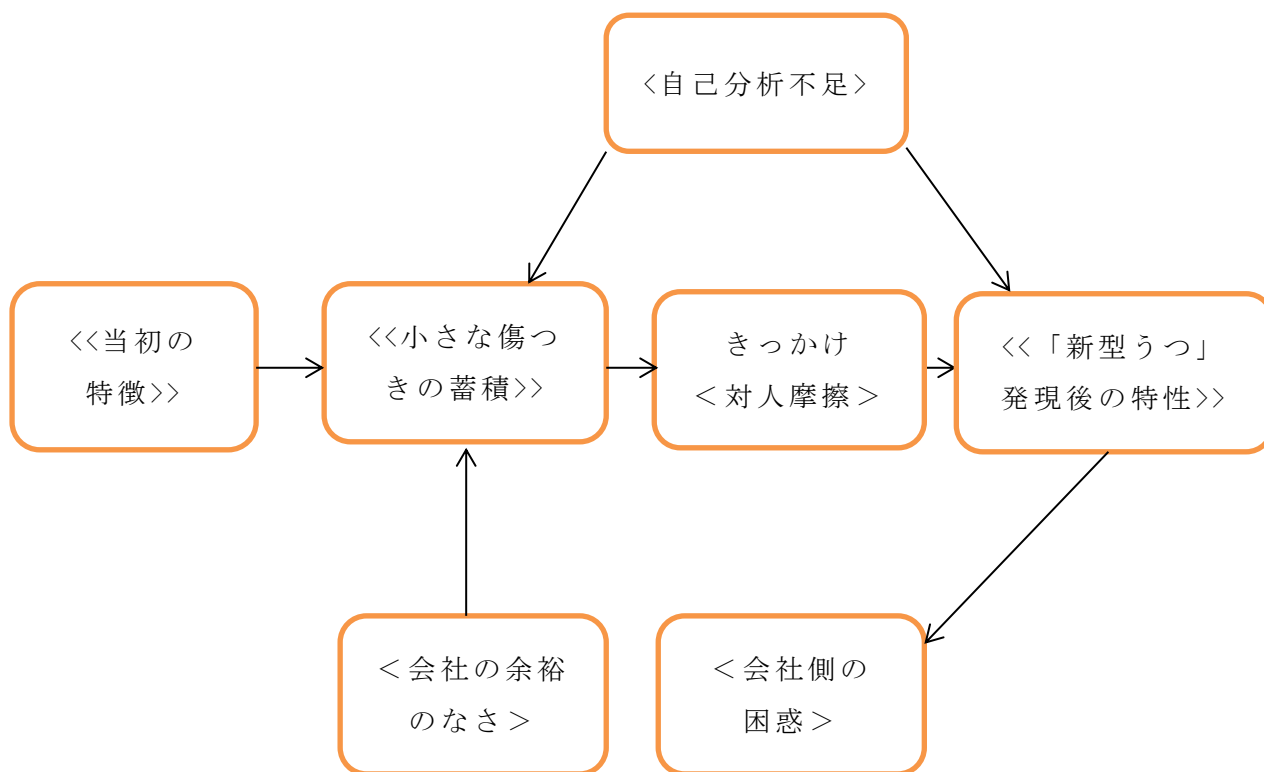 <自己分析不足>
<<当初の
特徴>>
<<小さな傷つ
きの蓄積>>
きっかけ
＜対人摩擦＞
<<「新型うつ」
発現後の特性>>
＜会社の余裕
のなさ＞
＜会社側の
困惑＞